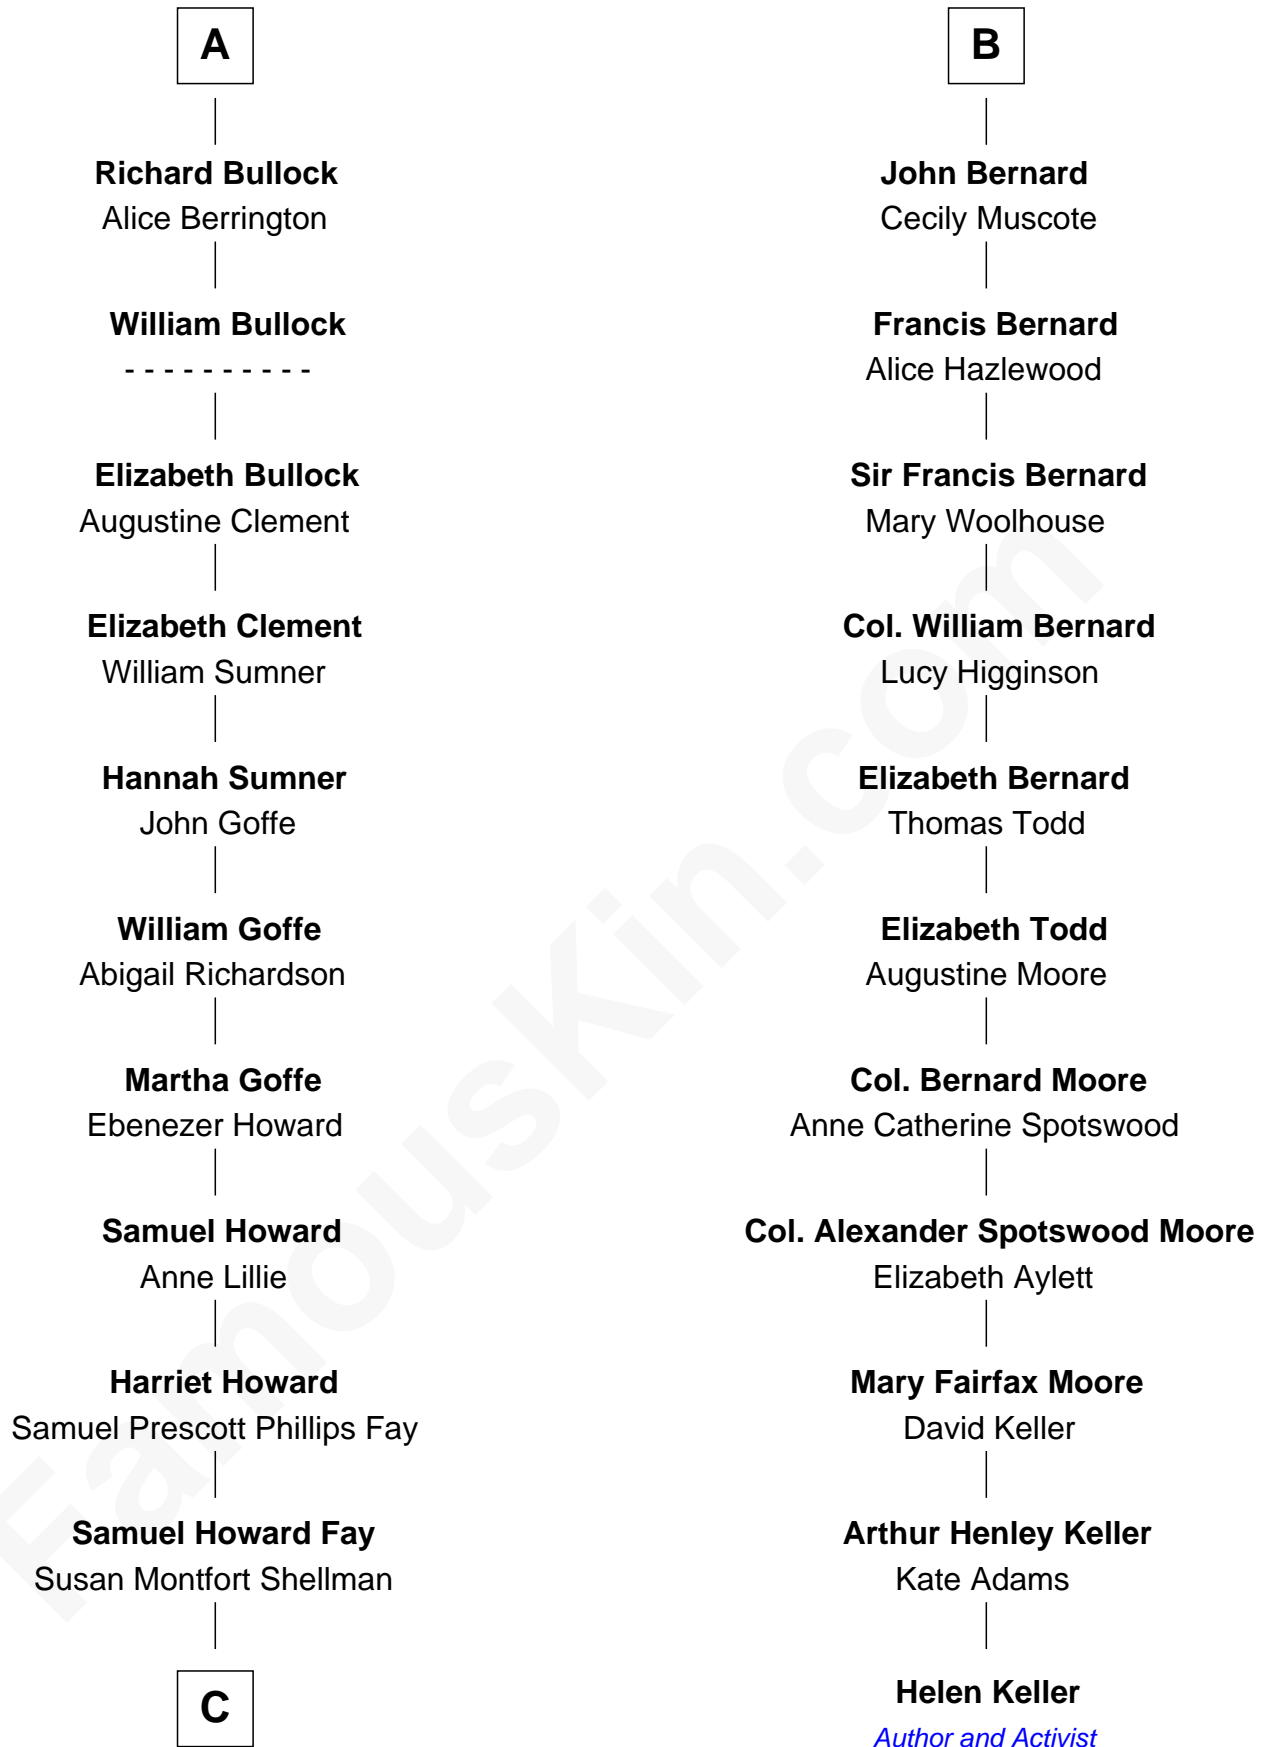 A
Richard Bullock
Alice Berrington
William Bullock
- - - - - - - - - -
Elizabeth Bullock
Augustine Clement
Elizabeth Clement
William Sumner
Hannah Sumner
John Goffe
William Goffe
Abigail Richardson
Martha Goffe
Ebenezer Howard
Samuel Howard
Anne Lillie
Harriet Howard
Samuel Prescott Phillips Fay
Samuel Howard Fay
Susan Montfort Shellman
C
B
John Bernard
Cecily Muscote
Francis Bernard
Alice Hazlewood
Sir Francis Bernard
Mary Woolhouse
Col. William Bernard
Lucy Higginson
Elizabeth Bernard
Thomas Todd
Elizabeth Todd
Augustine Moore
Col. Bernard Moore
Anne Catherine Spotswood
Col. Alexander Spotswood Moore
Elizabeth Aylett
Mary Fairfax Moore
David Keller
Arthur Henley Keller
Kate Adams
Helen Keller
Author and Activist
FamousKin.com